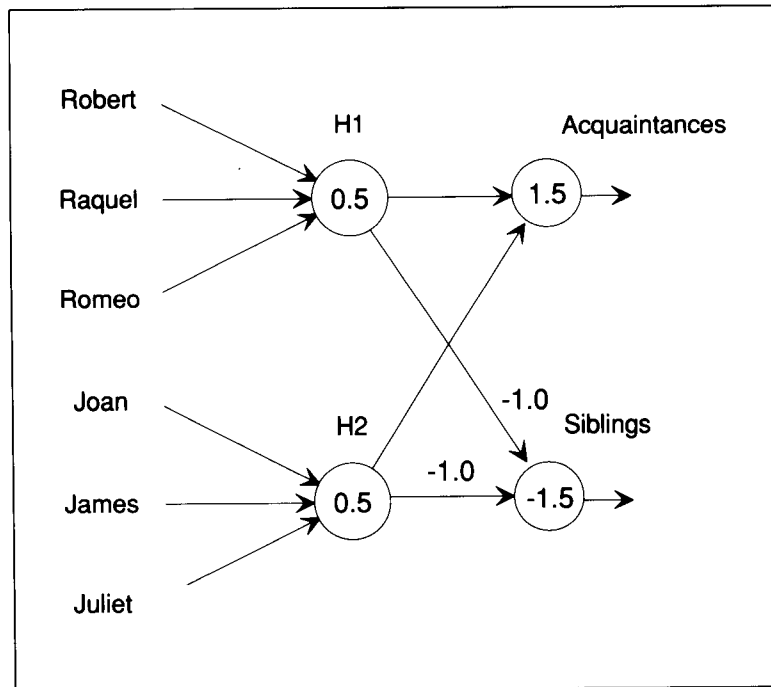 Robert
H1
Acquaintances
Raquel
0.5
1.5
Romeo
Joan
-1.0
H2
Siblings
-1.0
James
0.5
-1.5
Juliet